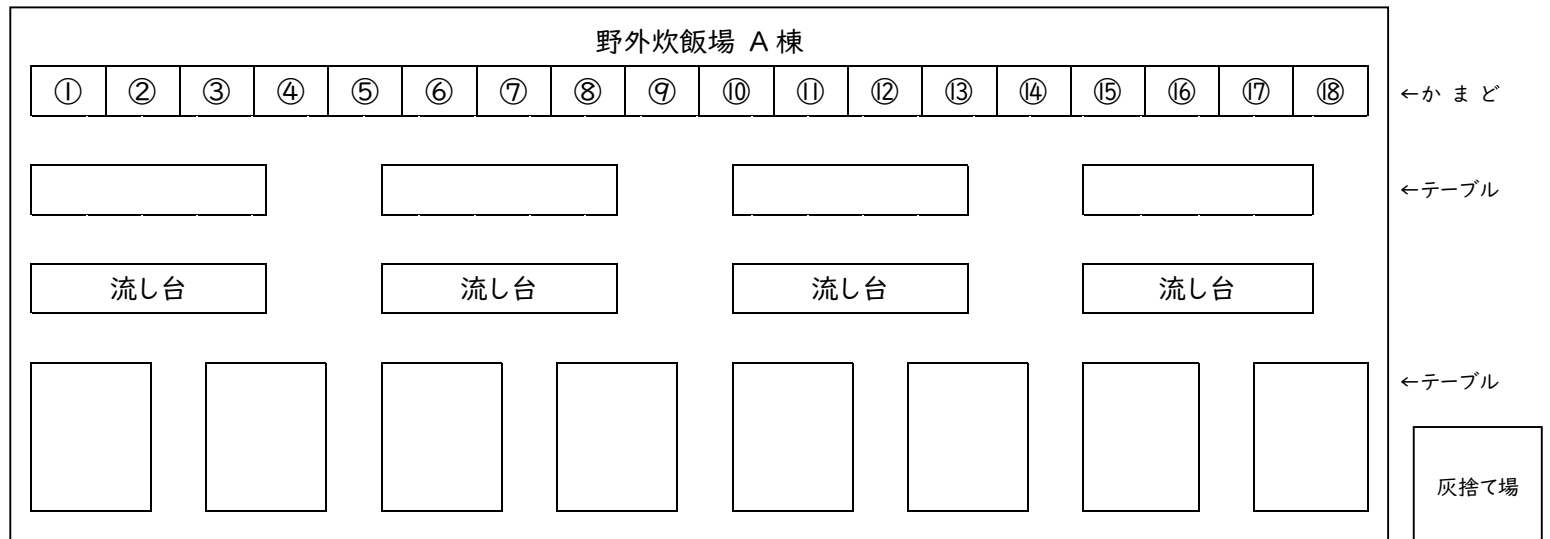 野外炊飯場 A棟
① ② ③ ④ ⑤ ⑥ ⑦ ⑧ ⑨ ⑩ ⑪ ⑫ ⑬ ⑭ ⑮ ⑯ ⑰ ⑱ ←かまど
←テーブル
流し台 流し台 流し台 流し台
←テーブル
灰捨て場